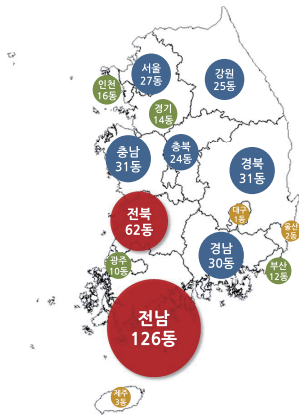 서울
27동
강원
25동
인천
16동
경기
14동
충남
31동
충북
24동
경북
31동
전북
62동
대구
1동
울산
2동
광주
10동
경남
30동
부산
12동
전남
126동
제주
3동